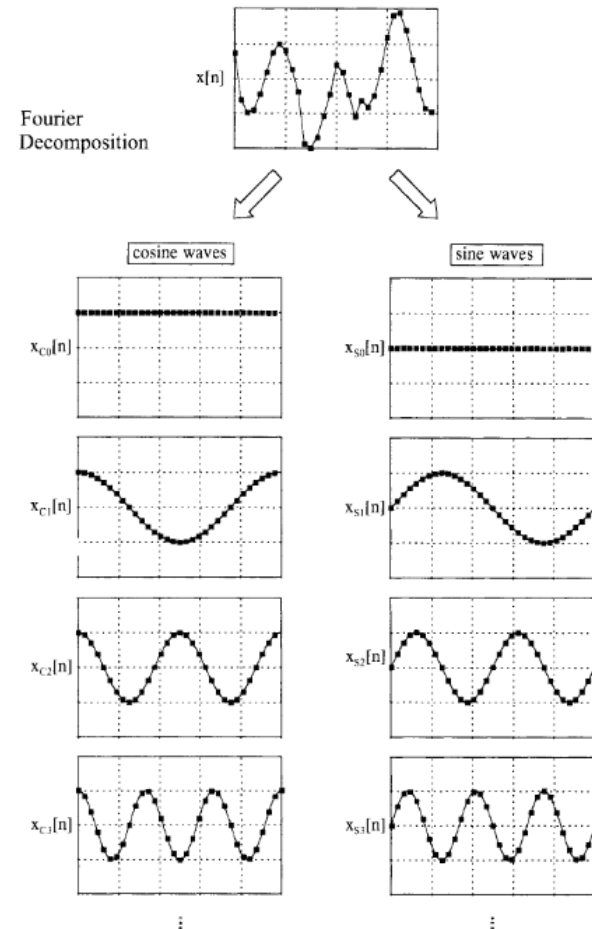 x[n]
Fourier
Decomposition
cosine waves
sine waves
x_C0[n]
x_S0[n]
x_C1[n]
x_S1[n]
x_C2[n]
x_S2[n]
x_C3[n]
x_S3[n]
⋮
⋮